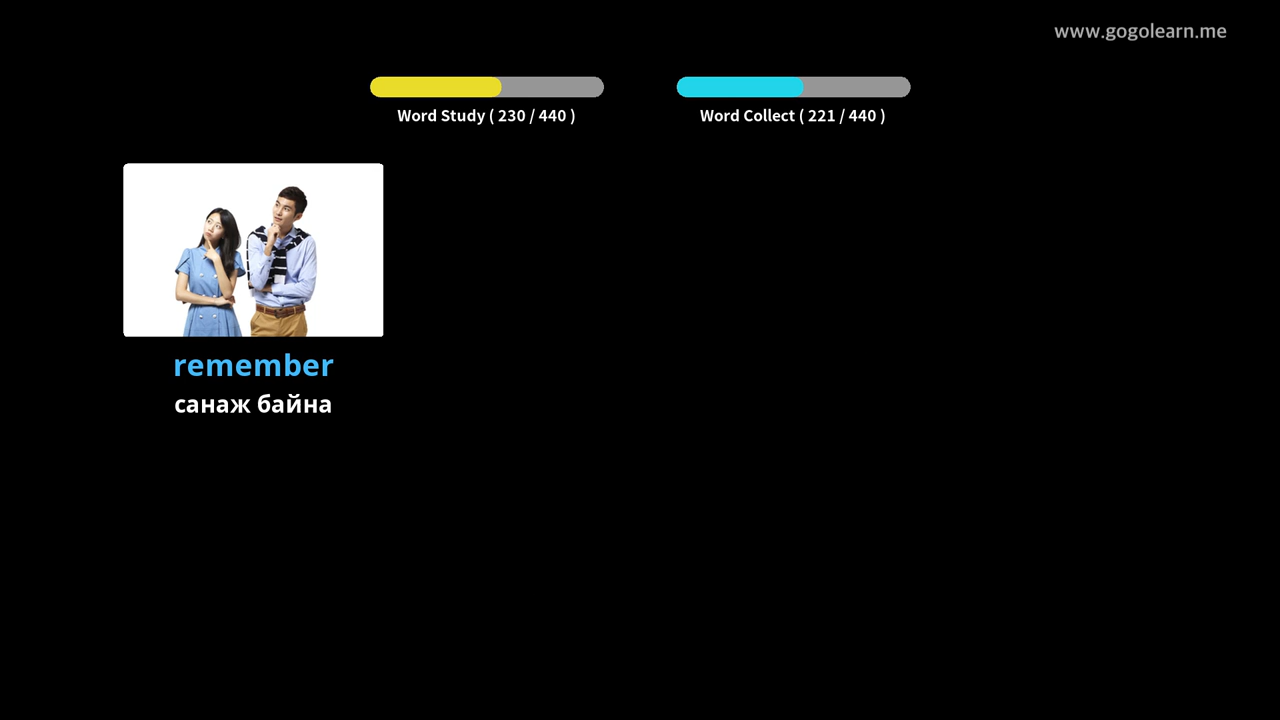 www.gogolearn.me
Word Study ( 230 / 440 )
Word Collect ( 221 / 440 )
remember
санаж байна